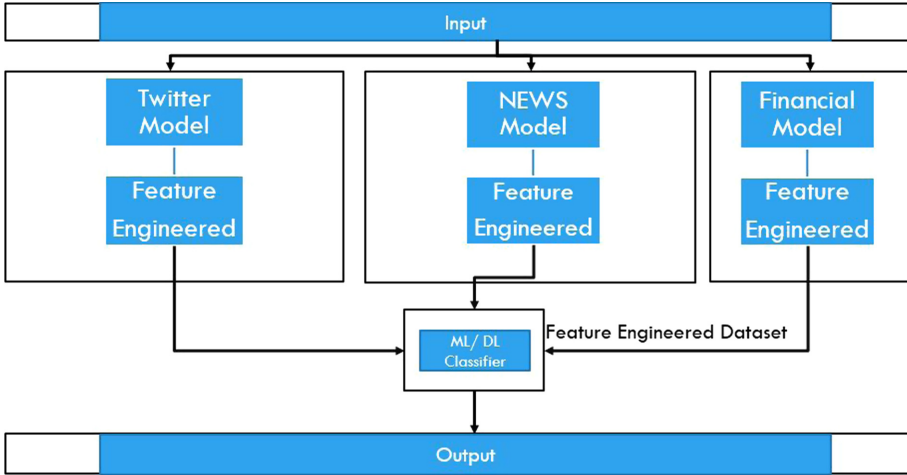 Input
Twitter
Model
NEWS
Model
Financial
Model
Feature
Engineered
Feature
Engineered
Feature
Engineered
Feature Engineered Dataset
ML/ DL
Classifier
Output